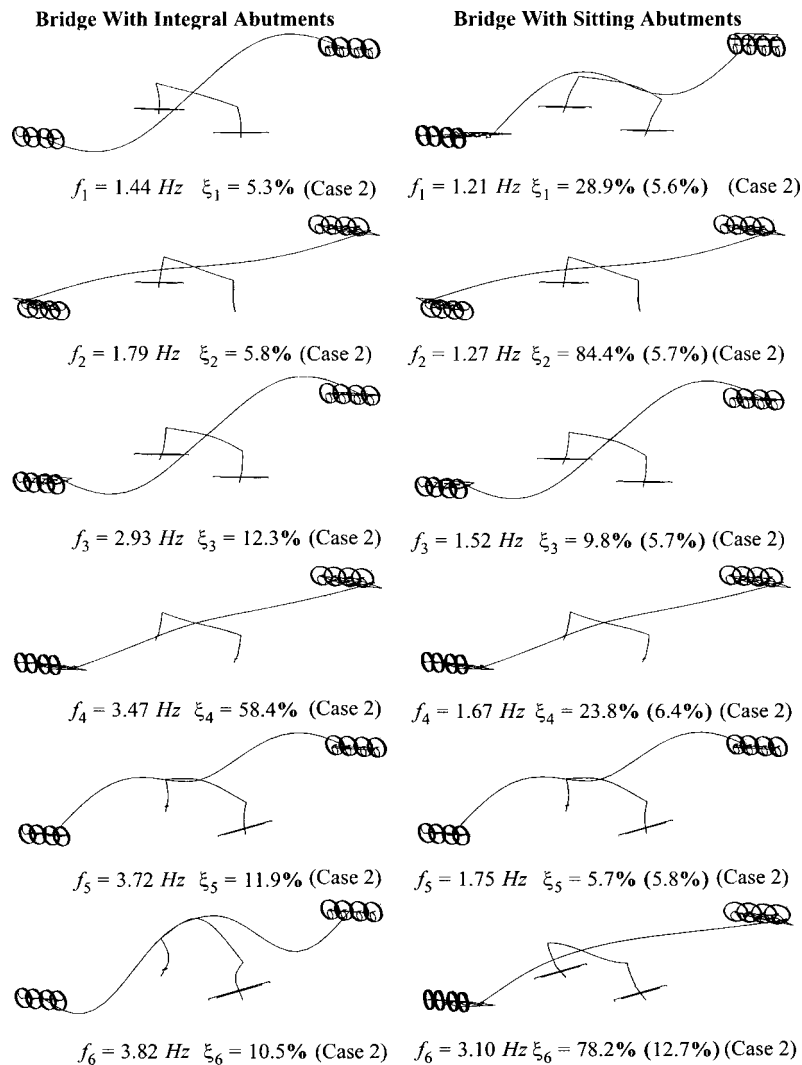 Bridge With Integral Abutments Bridge With Sitting Abutments
f1 = 1.44 Hz ξ1 = 5.3% (Case 2) f1 = 1.21 Hz ξ1 = 28.9% (5.6%) (Case 2)
f2 = 1.79 Hz ξ2 = 5.8% (Case 2) f2 = 1.27 Hz ξ2 = 84.4% (5.7%) (Case 2)
f3 = 2.93 Hz ξ3 = 12.3% (Case 2) f3 = 1.52 Hz ξ3 = 9.8% (5.7%) (Case 2)
f4 = 3.47 Hz ξ4 = 58.4% (Case 2) f4 = 1.67 Hz ξ4 = 23.8% (6.4%) (Case 2)
f5 = 3.72 Hz ξ5 = 11.9% (Case 2) f5 = 1.75 Hz ξ5 = 5.7% (5.8%) (Case 2)
f6 = 3.82 Hz ξ6 = 10.5% (Case 2) f6 = 3.10 Hz ξ6 = 78.2% (12.7%) (Case 2)